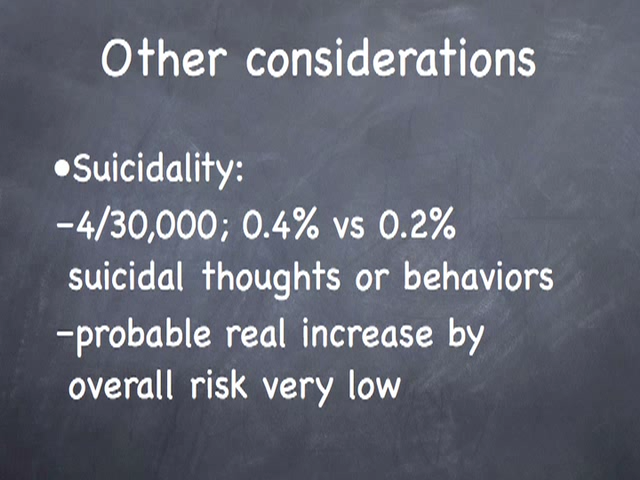 Other considerations
•Suicidality:
-4/30,000; 0.4% vs 0.2%
suicidal thoughts or behaviors
-probable real increase by
overall risk very low